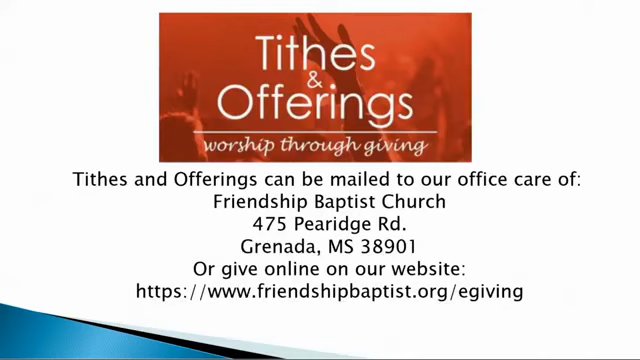 Tithes
&
Offerings
worship through giving
Tithes and Offerings can be mailed to our office care of:
Friendship Baptist Church
475 Pearidge Rd.
Grenada, MS 38901
Or give online on our website:
https://www.friendshipbaptist.org/egiving